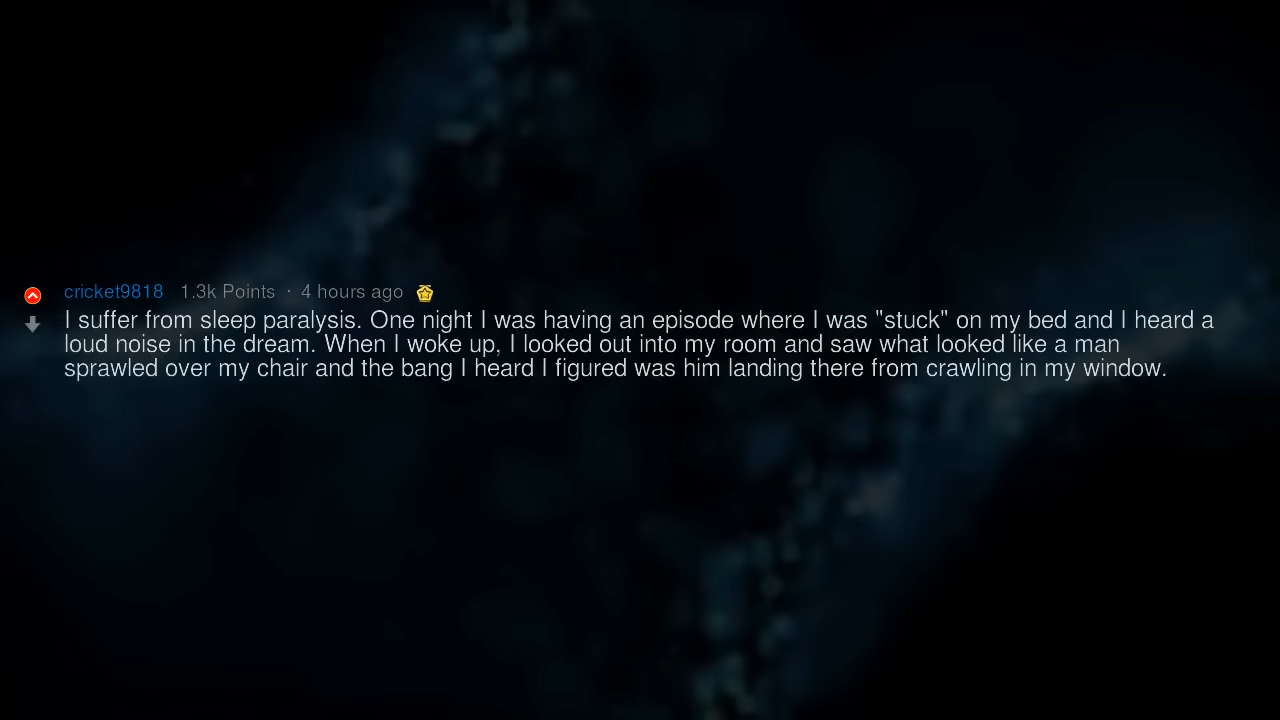 cricket9818 1.3k Points · 4 hours ago
I suffer from sleep paralysis. One night I was having an episode where I was "stuck" on my bed and I heard a
loud noise in the dream. When I woke up, I looked out into my room and saw what looked like a man
sprawled over my chair and the bang I heard I figured was him landing there from crawling in my window.